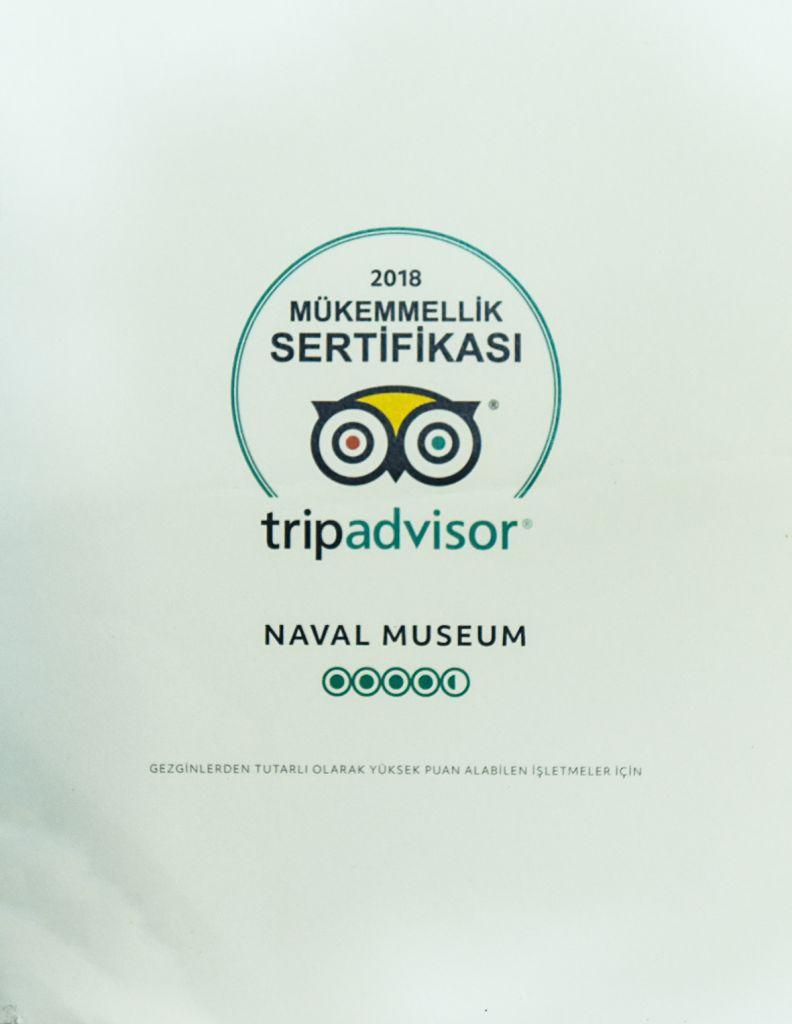 2018
MÜKEMMELLİK
SERTİFİKASI
®
tripadvisor®
NAVAL MUSEUM
GEZGİNLERDEN TUTARLI OLARAK YÜKSEK PUAN ALABİLEN İŞLETMELER İÇİN